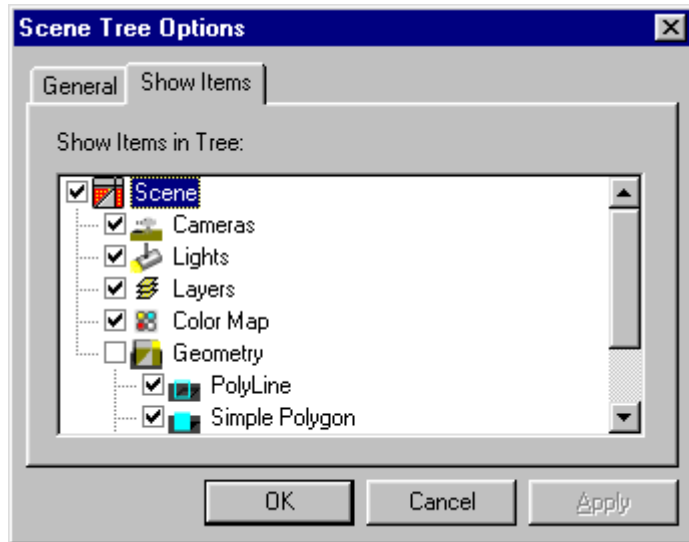 Scene Tree Options
General Show Items
Show Items in Tree:
Scene
Cameras
Lights
Layers
Color Map
Geometry
PolyLine
Simple Polygon
OK Cancel Apply